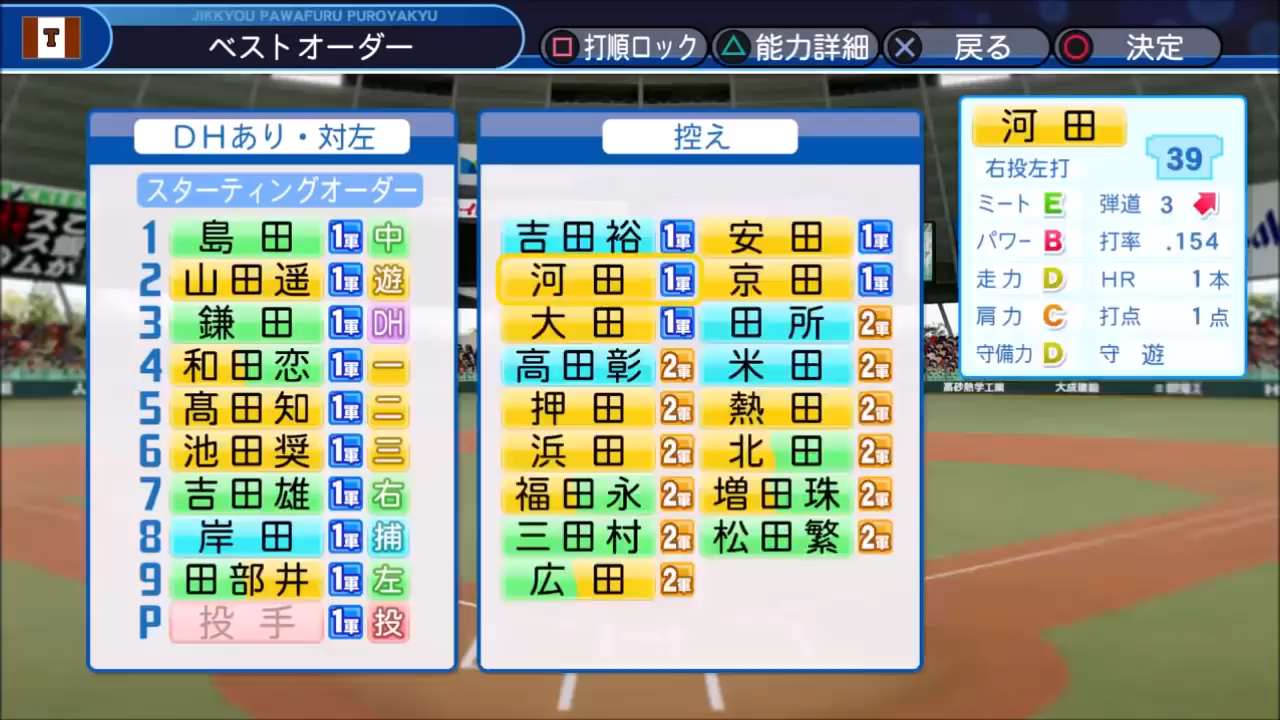 JIKKYOU PAWAFURU PUROYAKYU
T
ベストオーダー
打順ロック 能力詳細 戻る 決定
DHあり・対左
スターティングオーダー
1 島田 1軍 中
2 山田遥 1軍 遊
3 鎌田 1軍 DH
4 和田恋 1軍 一
5 髙田知 1軍 二
6 池田奨 1軍 三
7 吉田雄 1軍 右
8 岸田 1軍 捕
9 田部井 1軍 左
P 投手 1軍 投
控え
吉田裕 1軍 安田 1軍
河田 1軍 京田 1軍
大田 1軍 田所 2軍
高田彰 2軍 米田 2軍
押田 2軍 熱田 2軍
浜田 2軍 北田 2軍
福田永 2軍 増田珠 2軍
三田村 2軍 松田繁 2軍
広田 2軍
河田
39
右投左打
ミート E 弾道 3
パワー B 打率 .154
走力 D HR 1本
肩力 C 打点 1点
守備力 D 守 遊
高砂熱学工業 大成建設